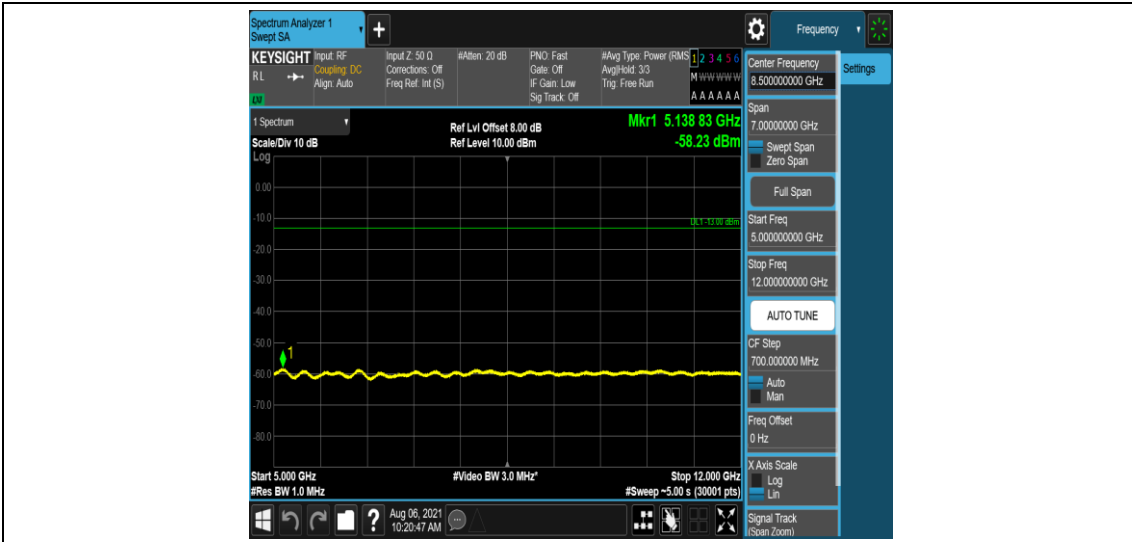 Spectrum Analyzer 1
Swept SA
+
Frequency
KEYSIGHT
RL
LXI
Input: RF
Coupling: DC
Align: Auto
Input Z: 50 Ω
Corrections: Off
Freq Ref: Int (S)
#Atten: 20 dB
PNO: Fast
Gate: Off
IF Gain: Low
Sig Track: Off
#Avg Type: Power (RMS
Avg|Hold: 3/3
Trig: Free Run
1 2 3 4 5 6
M W W W W W
A A A A A A
1 Spectrum
Scale/Div 10 dB
Log
Ref Lvl Offset 8.00 dB
Ref Level 10.00 dBm
Mkr1 5.138 83 GHz
-58.23 dBm
0.00
-10.0
DL1 -13.00 dBm
-20.0
-30.0
-40.0
-50.0
1
-60.0
-70.0
-80.0
Start 5.000 GHz
#Res BW 1.0 MHz
#Video BW 3.0 MHz*
Stop 12.000 GHz
#Sweep ~5.00 s (30001 pts)
?
Aug 06, 2021
10:20:47 AM
Center Frequency
8.500000000 GHz
Settings
Span
7.00000000 GHz
Swept Span
Zero Span
Full Span
Start Freq
5.000000000 GHz
Stop Freq
12.000000000 GHz
AUTO TUNE
CF Step
700.000000 MHz
Auto
Man
Freq Offset
0 Hz
X Axis Scale
Log
Lin
Signal Track
(Span Zoom)